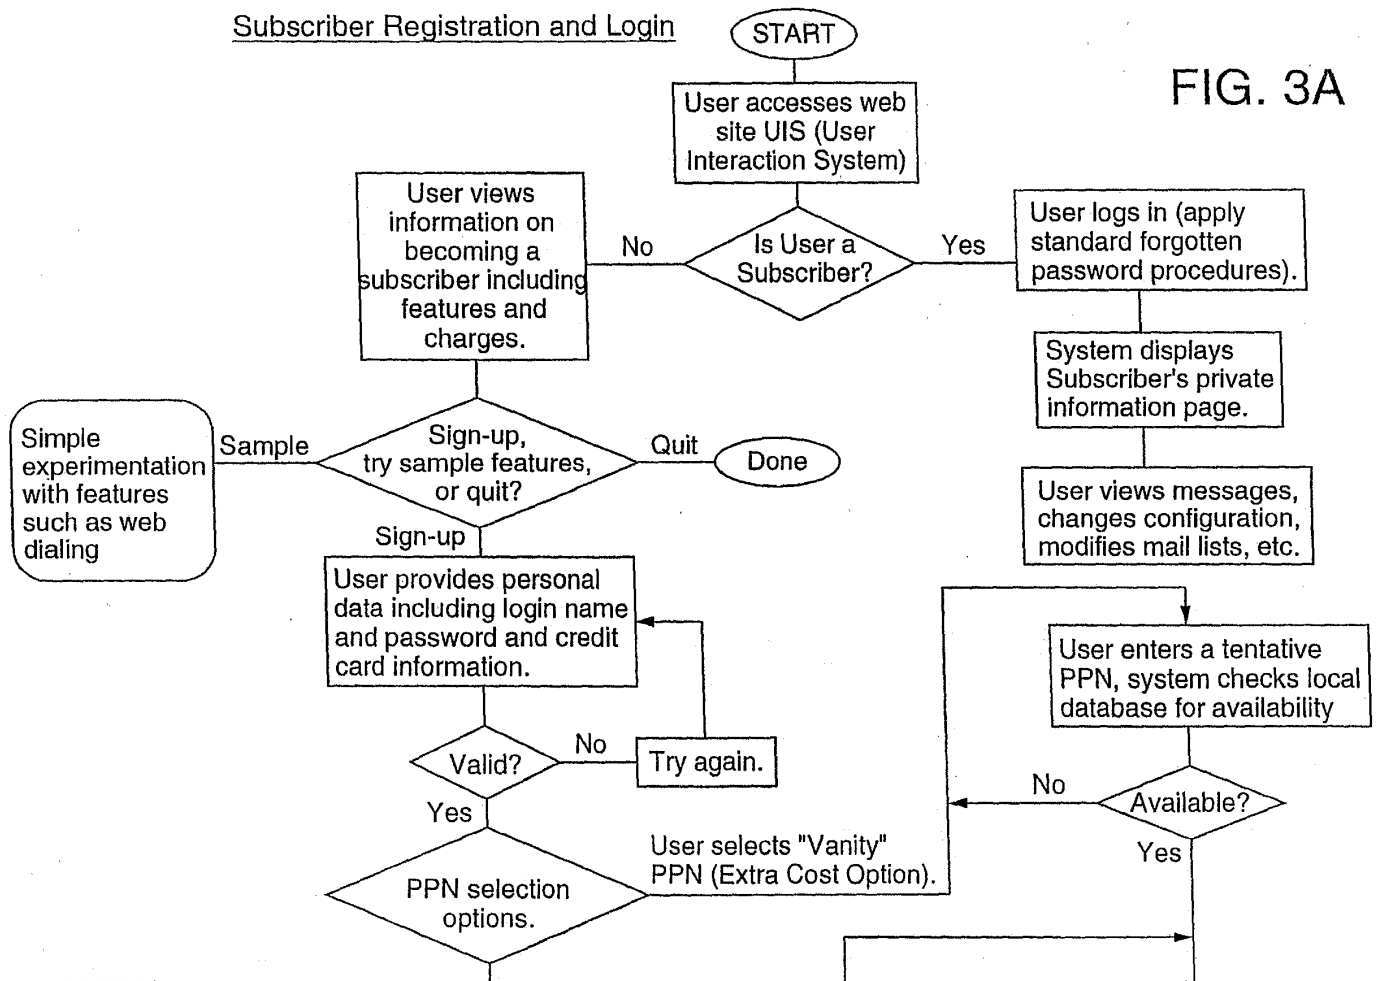 Subscriber Registration and Login
START
FIG. 3A
User accesses web
site UIS (User
Interaction System)
User views
information on
becoming a
subscriber including
features and
charges.
No
Is User a
Subscriber?
Yes
User logs in (apply
standard forgotten
password procedures).
System displays
Subscriber's private
information page.
User views messages,
changes configuration,
modifies mail lists, etc.
Simple
experimentation
with features
such as web
dialing
Sample
Sign-up,
try sample features,
or quit?
Quit
Done
Sign-up
User provides personal
data including login name
and password and credit
card information.
Valid?
No
Try again.
Yes
PPN selection
options.
User selects "Vanity"
PPN (Extra Cost Option).
User enters a tentative
PPN, system checks local
database for availability
No
Available?
Yes